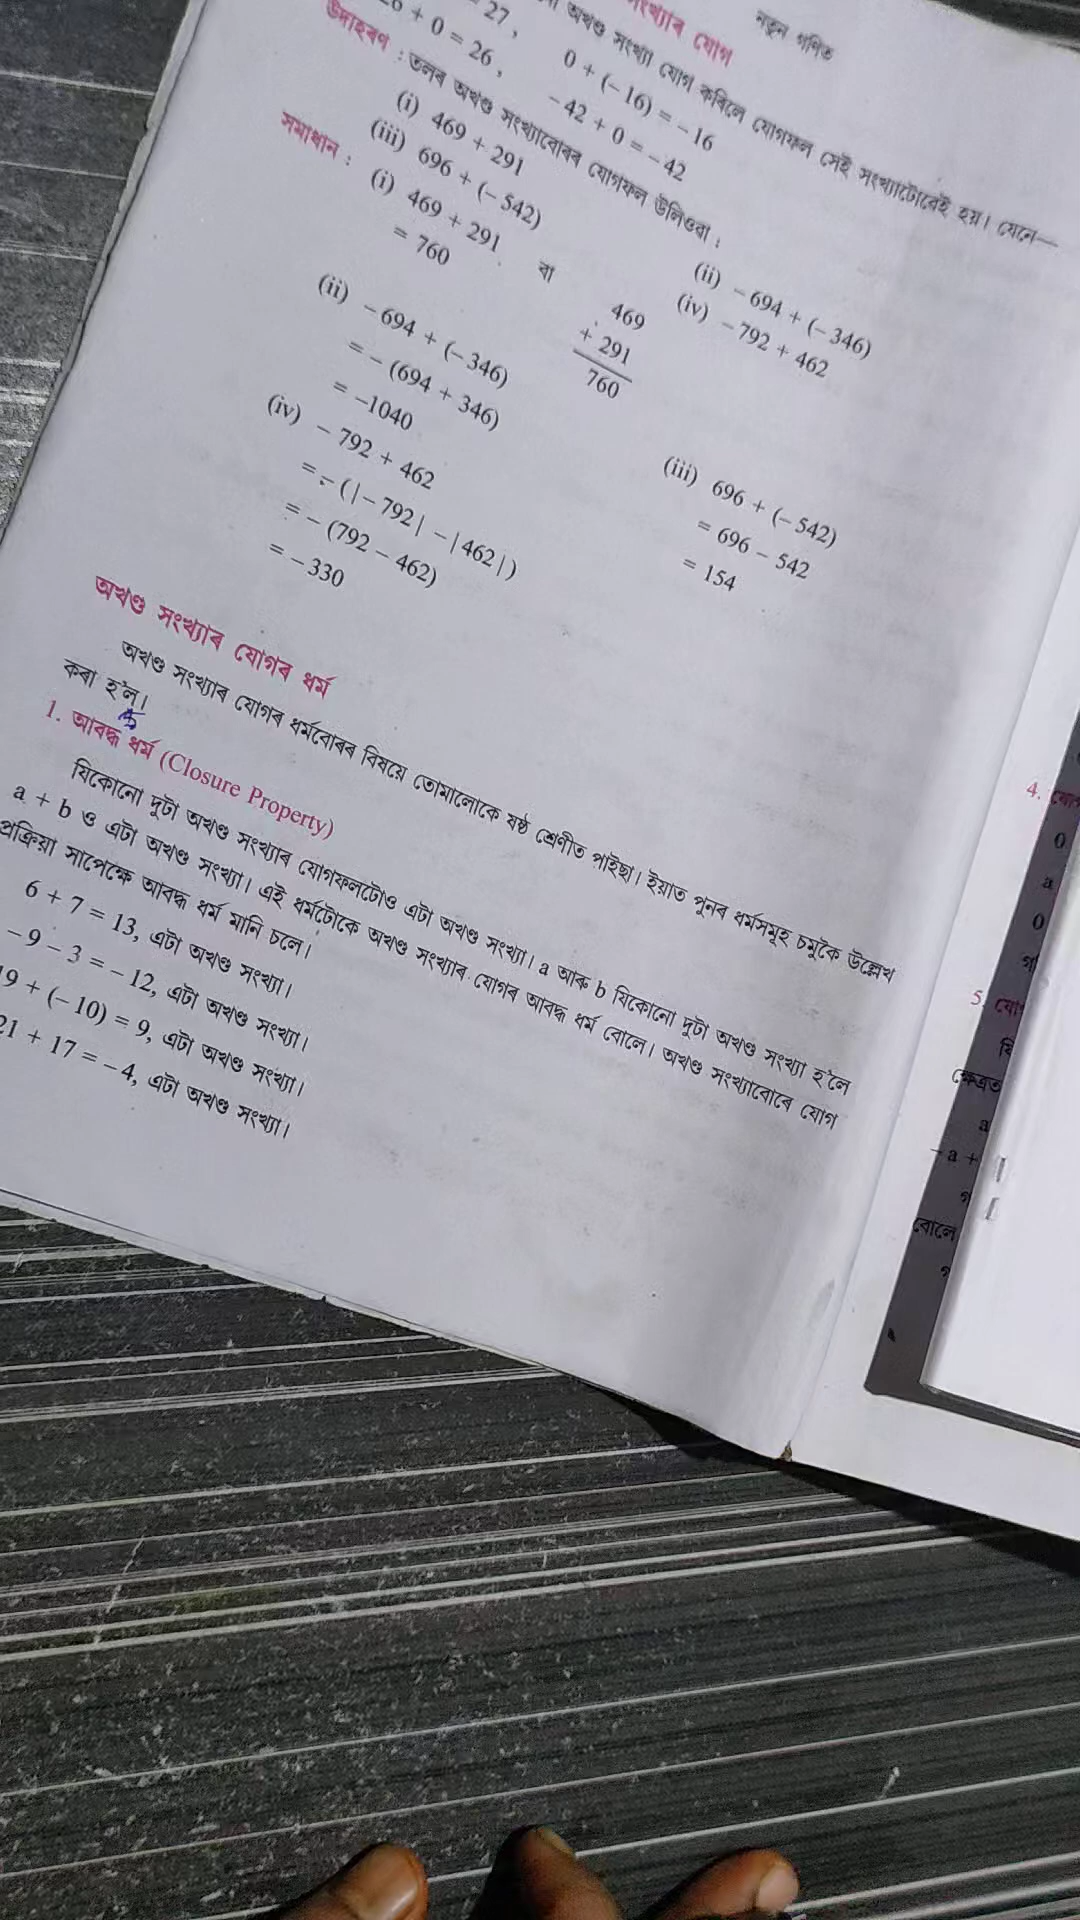 নতুন গণিত
সংখ্যাৰ যোগ
অখণ্ড সংখ্যা যোগ কৰিলে যোগফল সেই সংখ্যাটোৱেই হয়। যেনে—
27,
0 + (– 16) = – 16
26 + 0 = 26,
– 42 + 0 = – 42
উদাহৰণ : তলৰ অখণ্ড সংখ্যাবোৰৰ যোগফল উলিওৱা :
(i) 469 + 291
(ii) – 694 + (– 346)
(iii) 696 + (– 542)
(iv) – 792 + 462
সমাধান :
(i) 469 + 291
= 760
বা
469
+ 291
760
(ii) – 694 + (– 346)
= – (694 + 346)
= –1040
(iii) 696 + (– 542)
= 696 – 542
= 154
(iv) – 792 + 462
= – (| – 792 | – | 462 | )
= – (792 – 462)
= – 330
অখণ্ড সংখ্যাৰ যোগৰ ধৰ্ম
অখণ্ড সংখ্যাৰ যোগৰ ধৰ্মবোৰৰ বিষয়ে তোমালোকে ষষ্ঠ শ্ৰেণীত পাইছা। ইয়াত পুনৰ ধৰ্মসমূহ চমুকৈ উল্লেখ
কৰা হ'ল।
1. আবদ্ধ ধৰ্ম (Closure Property)
যিকোনো দুটা অখণ্ড সংখ্যাৰ যোগফলটোও এটা অখণ্ড সংখ্যা। a আৰু b যিকোনো দুটা অখণ্ড সংখ্যা হ'লে
a + b ও এটা অখণ্ড সংখ্যা। এই ধৰ্মটোকে অখণ্ড সংখ্যাৰ যোগৰ আবদ্ধ ধৰ্ম বোলে। অখণ্ড সংখ্যাবোৰে যোগ
প্ৰক্ৰিয়া সাপেক্ষে আবদ্ধ ধৰ্ম মানি চলে।
6 + 7 = 13, এটা অখণ্ড সংখ্যা।
– 9 – 3 = – 12, এটা অখণ্ড সংখ্যা।
19 + (– 10) = 9, এটা অখণ্ড সংখ্যা।
21 + 17 = – 4, এটা অখণ্ড সংখ্যা।
4.
0
a
0
5.
a
– a +
বোলে